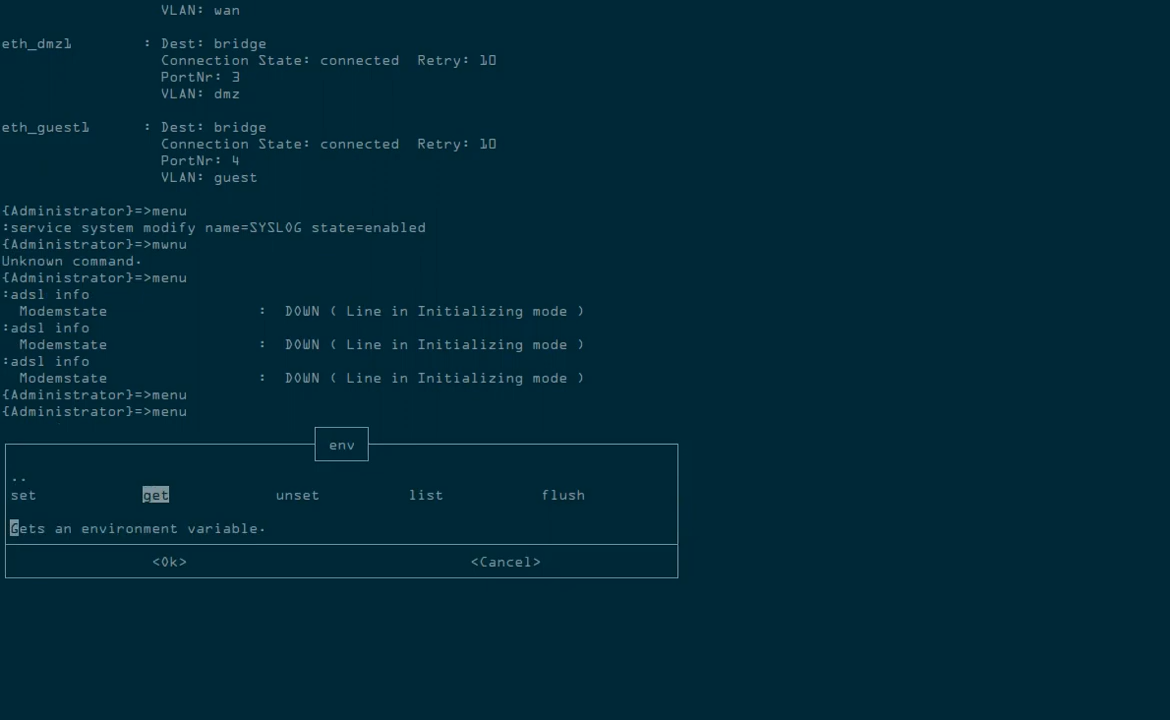 VLAN: wan
eth_dmz1 : Dest: bridge
Connection State: connected Retry: 10
PortNr: 3
VLAN: dmz
eth_guest1 : Dest: bridge
Connection State: connected Retry: 10
PortNr: 4
VLAN: guest
{Administrator}=>menu
:service system modify name=SYSLOG state=enabled
{Administrator}=>mwnu
Unknown command.
{Administrator}=>menu
:adsl info
Modemstate : DOWN ( Line in Initializing mode )
:adsl info
Modemstate : DOWN ( Line in Initializing mode )
:adsl info
Modemstate : DOWN ( Line in Initializing mode )
{Administrator}=>menu
{Administrator}=>menu
env
..
set get unset list flush
Gets an environment variable.
<Ok> <Cancel>